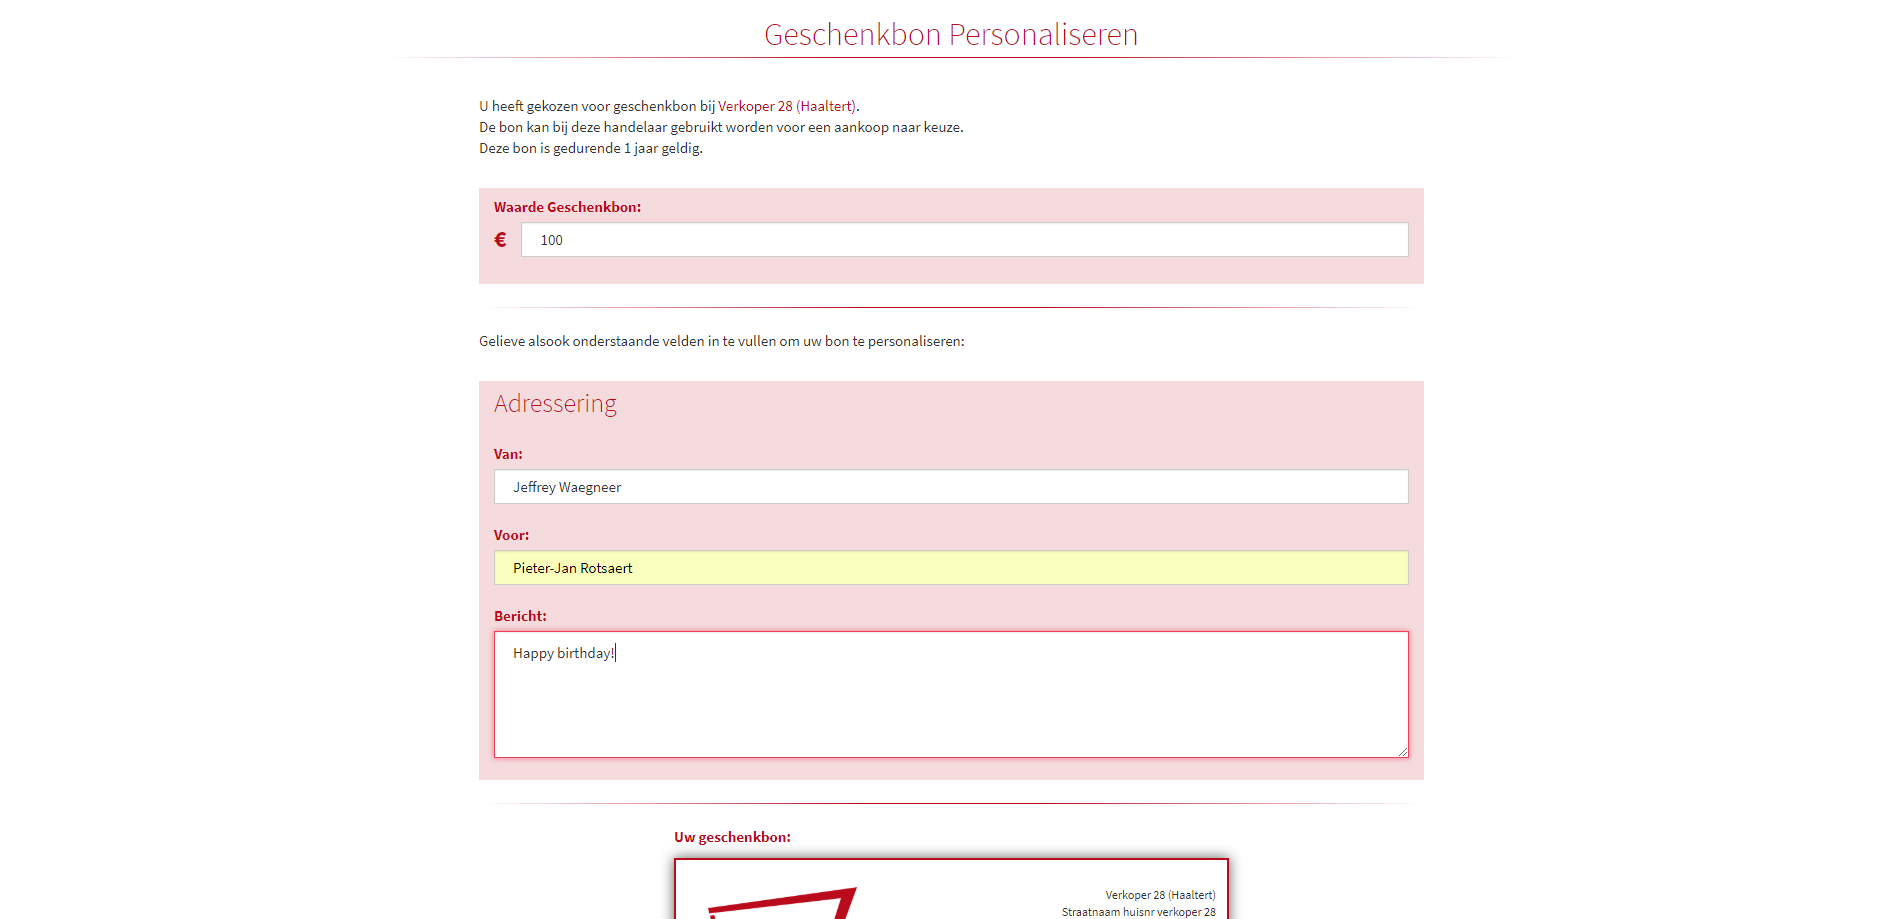 Geschenkbon Personaliseren
U heeft gekozen voor geschenkbon bij Verkoper 28 (Haaltert).
De bon kan bij deze handelaar gebruikt worden voor een aankoop naar keuze.
Deze bon is gedurende 1 jaar geldig.
Waarde Geschenkbon:
€ 100
Gelieve alsook onderstaande velden in te vullen om uw bon te personaliseren:
Adressering
Van:
Jeffrey Waegneer
Voor:
Pieter-Jan Rotsaert
Bericht:
Happy birthday!
Uw geschenkbon:
Verkoper 28 (Haaltert)
Straatnaam huisnr verkoper 28